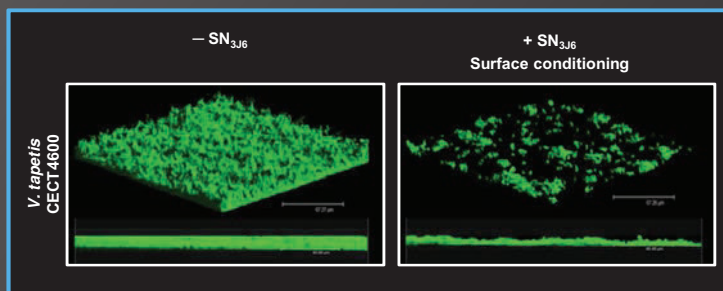 – SN3J6
+ SN3J6
Surface conditioning
V. tapetis
CECT4600